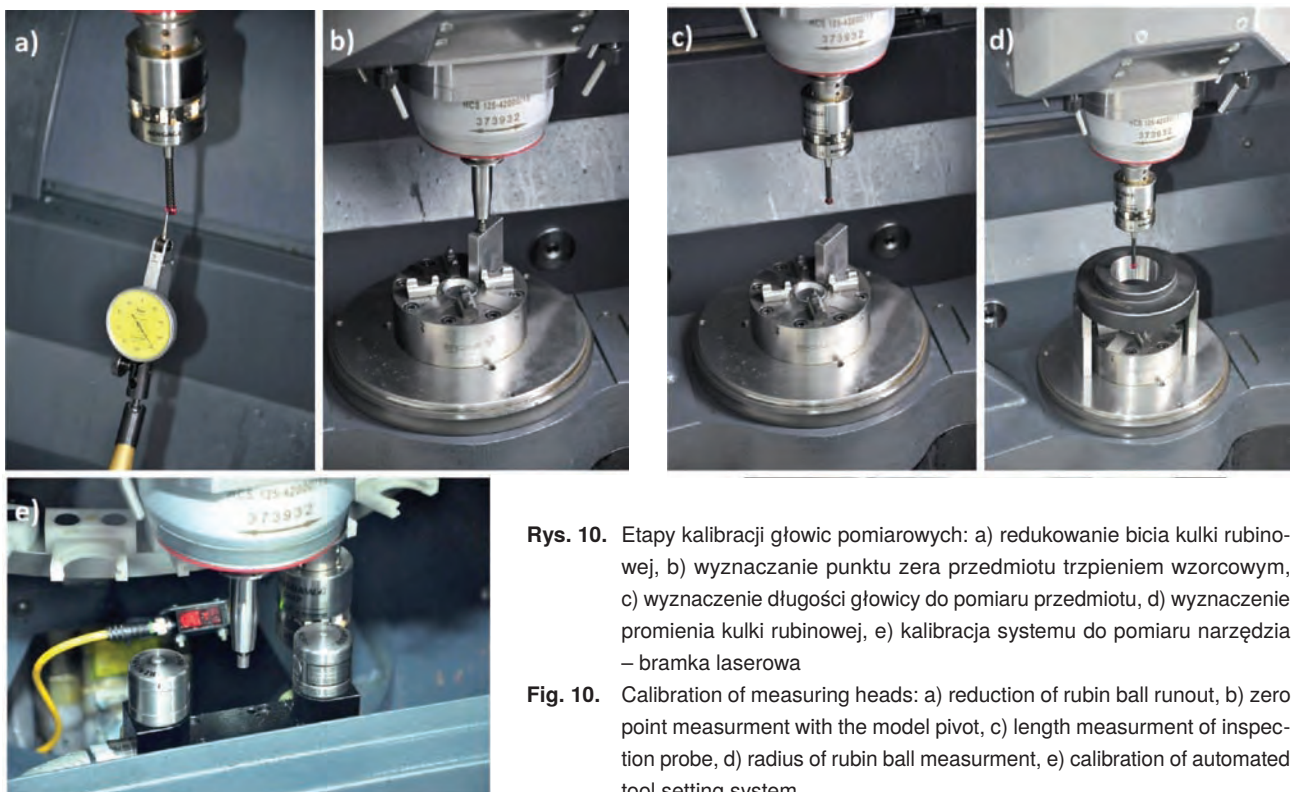 a)
b)
HCS 125-42000/15
373932
c)
373932
d)
373932
e)
HCS 125-42000
373932
Rys. 10. Etapy kalibracji głowic pomiarowych: a) redukowanie bicia kulki rubino-
wej, b) wyznaczanie punktu zera przedmiotu trzpieniem wzorcowym,
c) wyznaczenie długości głowicy do pomiaru przedmiotu, d) wyznaczenie
promienia kulki rubinowej, e) kalibracja systemu do pomiaru narzędzia
– bramka laserowa
Fig. 10. Calibration of measuring heads: a) reduction of rubin ball runout, b) zero
point measurment with the model pivot, c) length measurment of inspec-
tion probe, d) radius of rubin ball measurment, e) calibration of automated
tool setting system